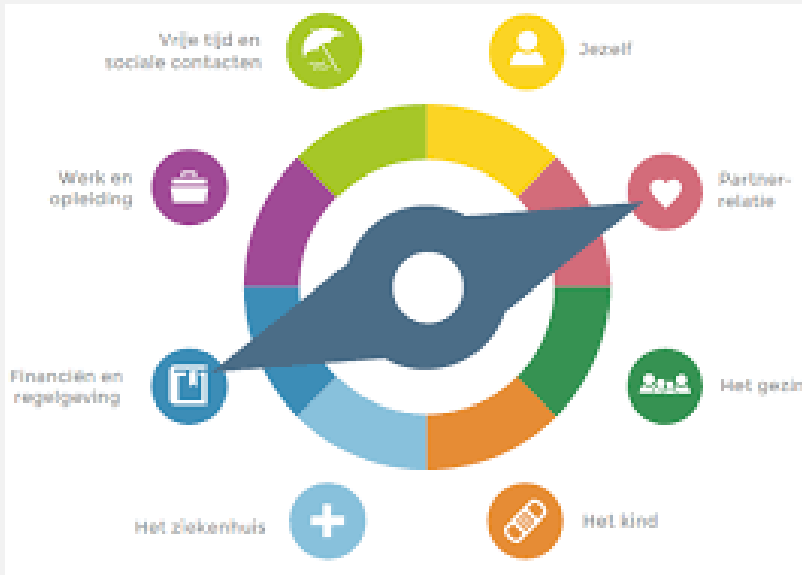 Vrije tijd en
sociale contacten
Jezelf
Werk en
opleiding
Partner-
relatie
Financiën en
regelgeving
Het gezin
Het ziekenhuis
Het kind